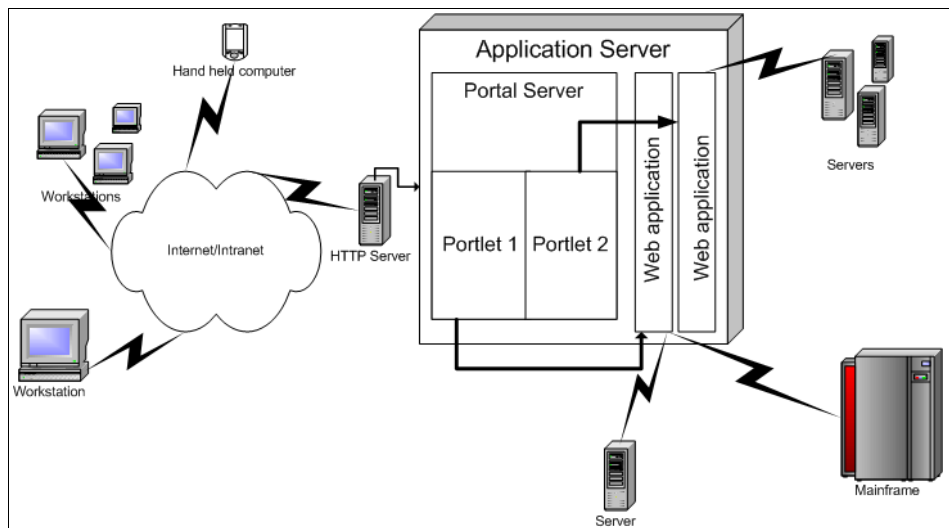 Hand held computer
Workstations
Internet/Intranet
Workstation
HTTP Server
Application Server
Portal Server
Portlet 1
Portlet 2
Web application
Web application
Servers
Server
Mainframe